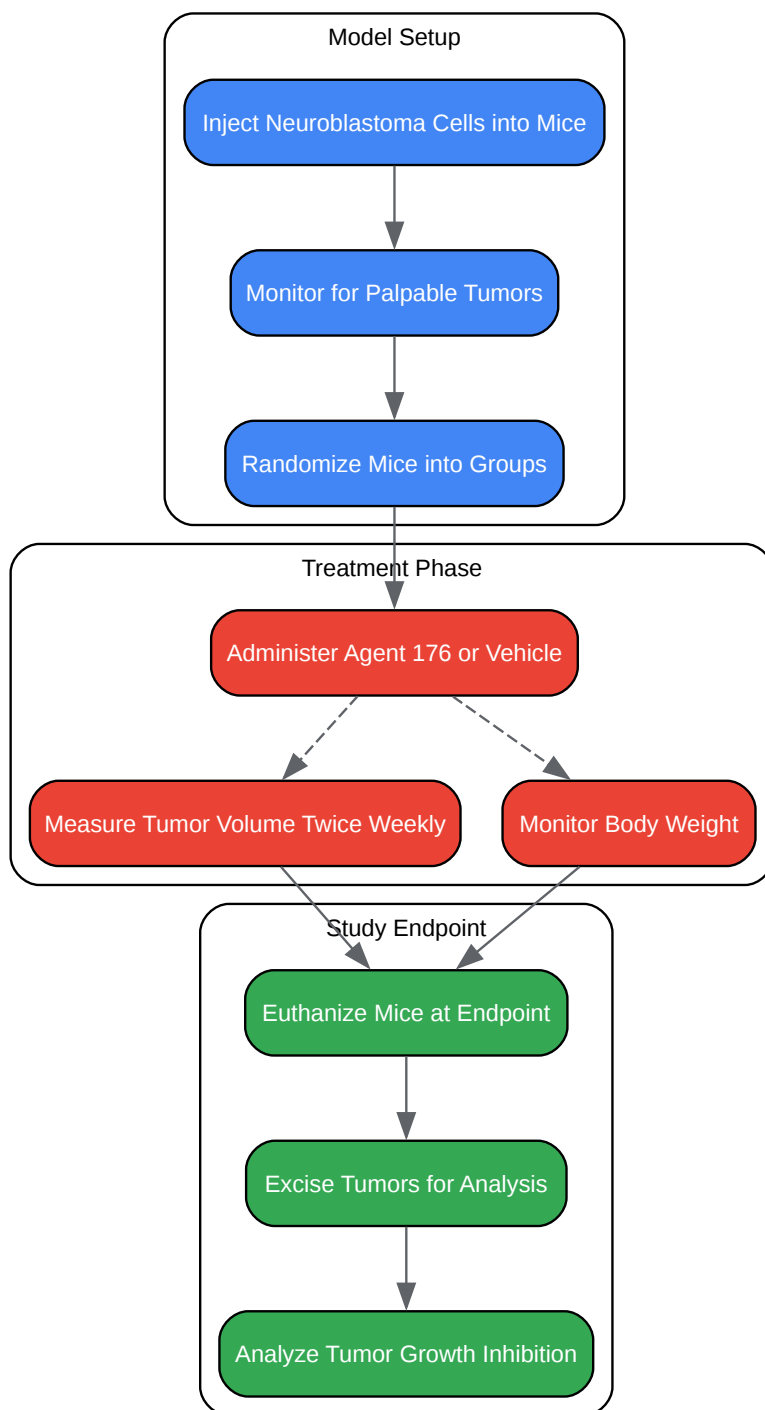 Model Setup
Inject Neuroblastoma Cells into Mice
Monitor for Palpable Tumors
Randomize Mice into Groups
Treatment Phase
Administer Agent 176 or Vehicle
Measure Tumor Volume Twice Weekly
Monitor Body Weight
Study Endpoint
Euthanize Mice at Endpoint
Excise Tumors for Analysis
Analyze Tumor Growth Inhibition